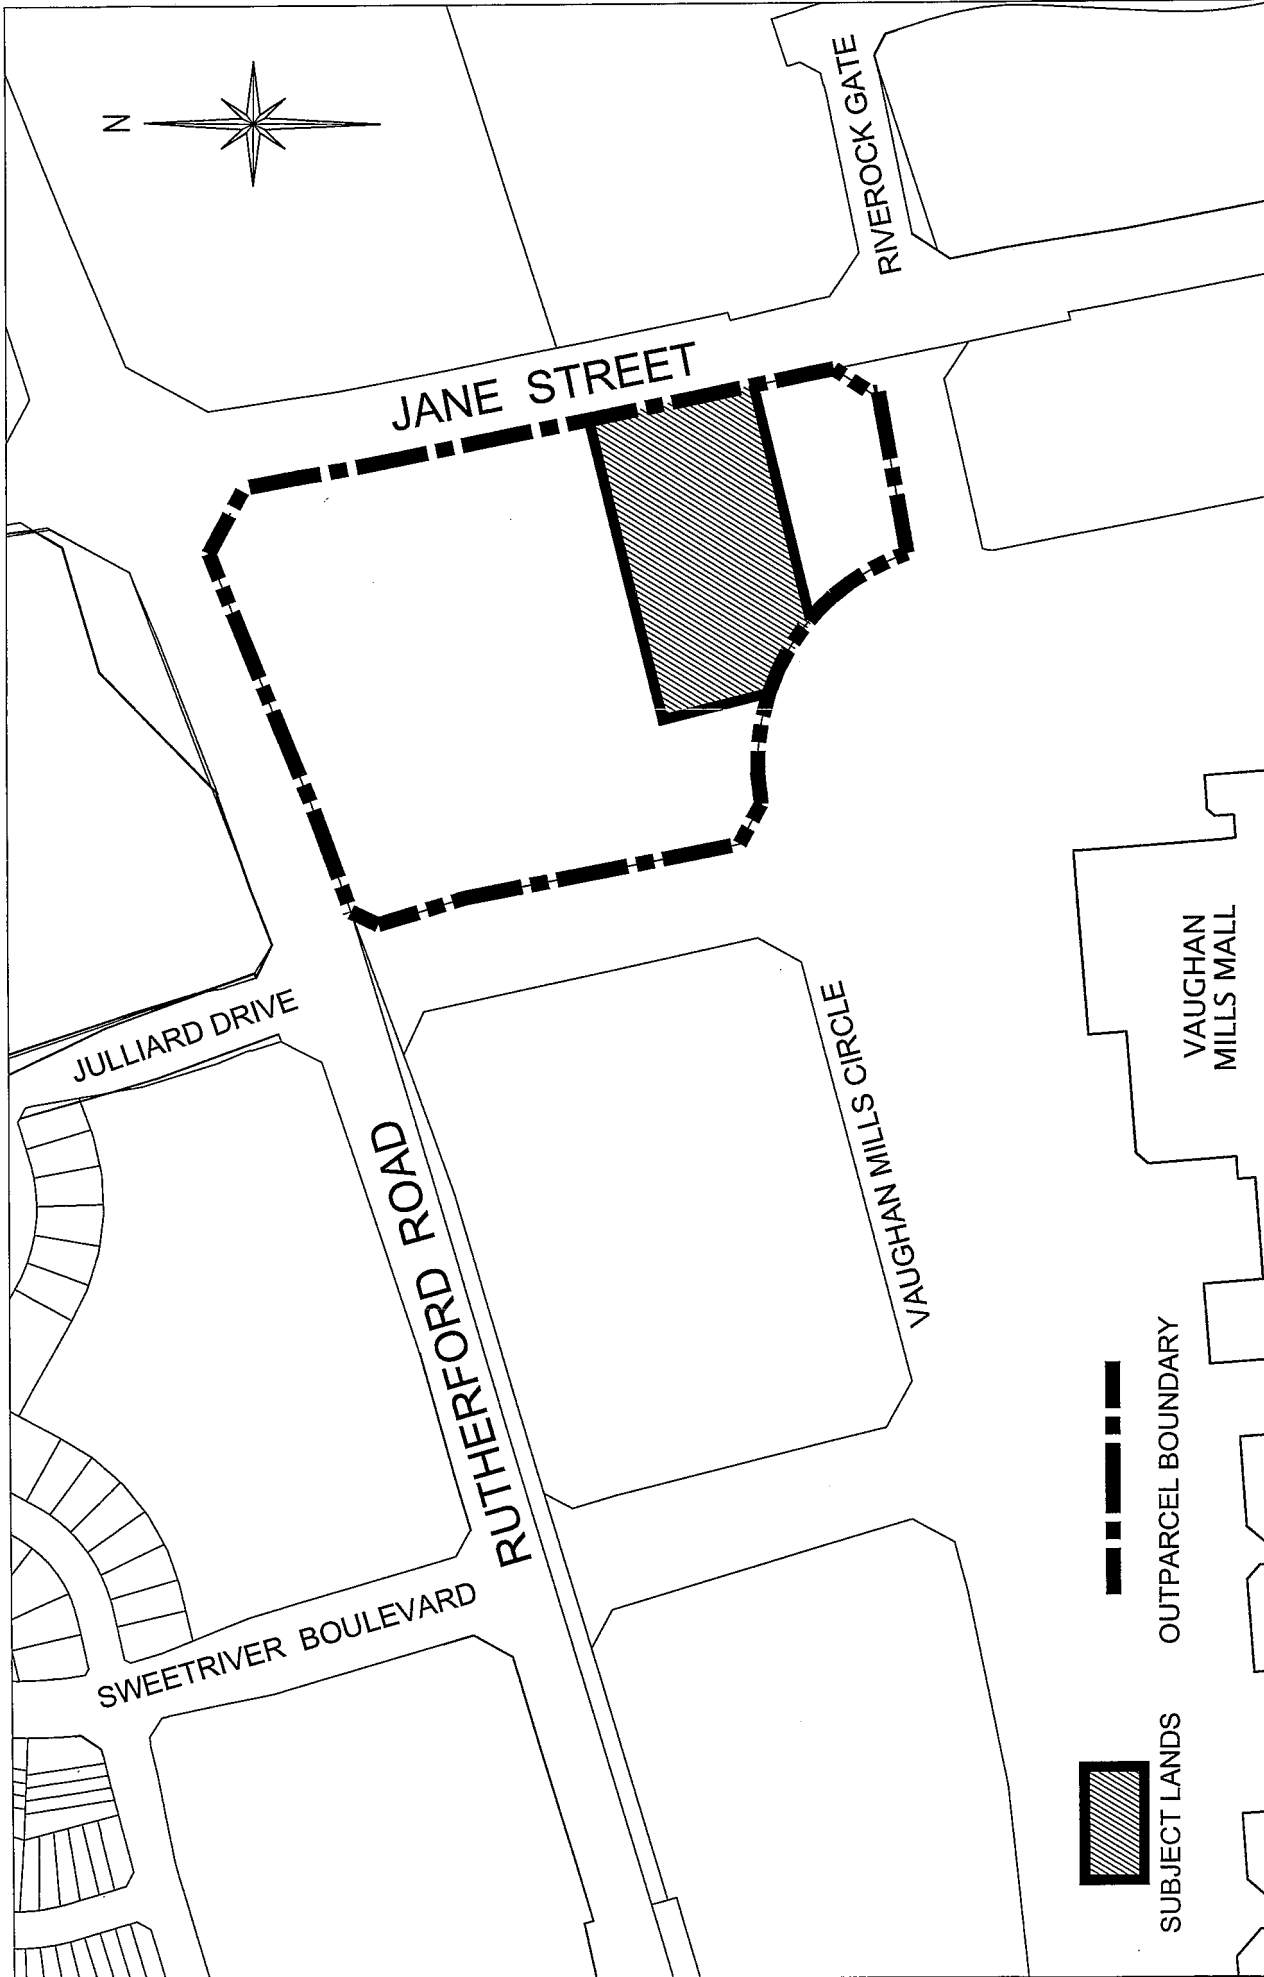 N
JULLIARD DRIVE
SWEETRIVER BOULEVARD
RUTHERFORD ROAD
JANE STREET
RIVEROCK GATE
VAUGHAN MILLS CIRCLE
VAUGHAN
MILLS MALL
SUBJECT LANDS
OUTPARCEL BOUNDARY